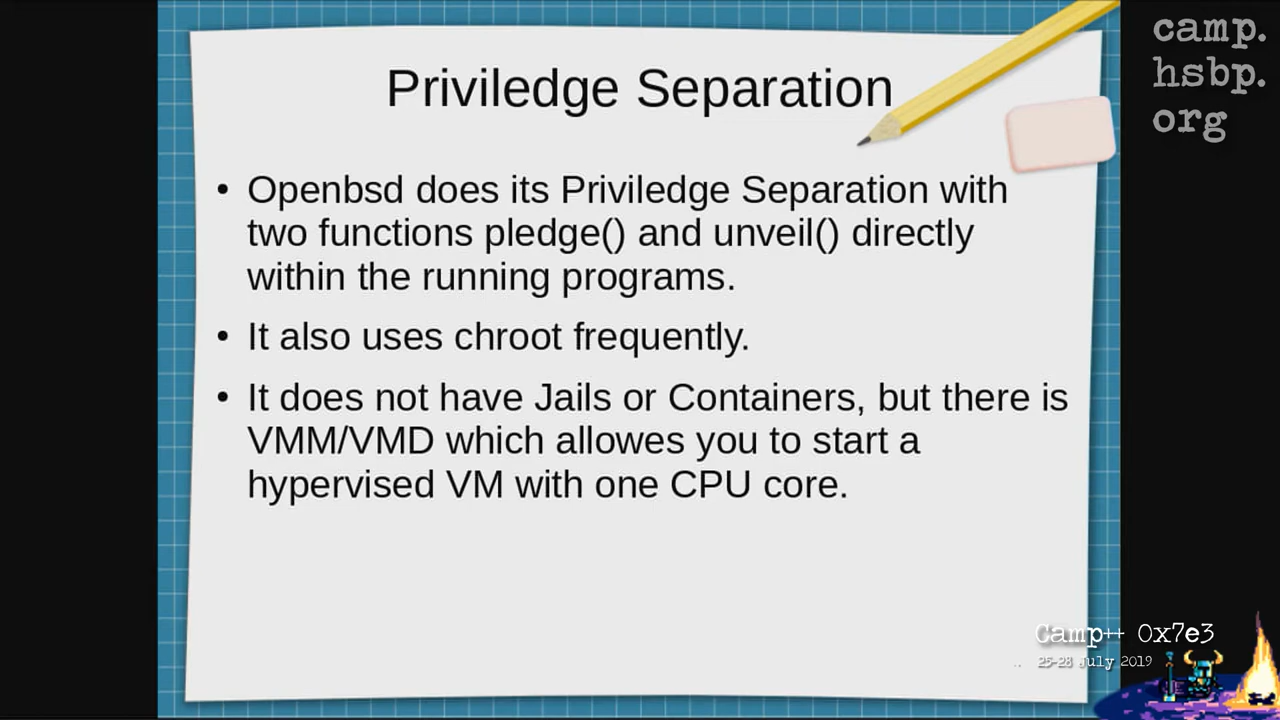 camp.
hsbp.
org
Priviledge Separation
• Openbsd does its Priviledge Separation with
two functions pledge() and unveil() directly
within the running programs.
• It also uses chroot frequently.
• It does not have Jails or Containers, but there is
VMM/VMD which allowes you to start a
hypervised VM with one CPU core.
Camp++ 0x7e3
25-28 July 2019